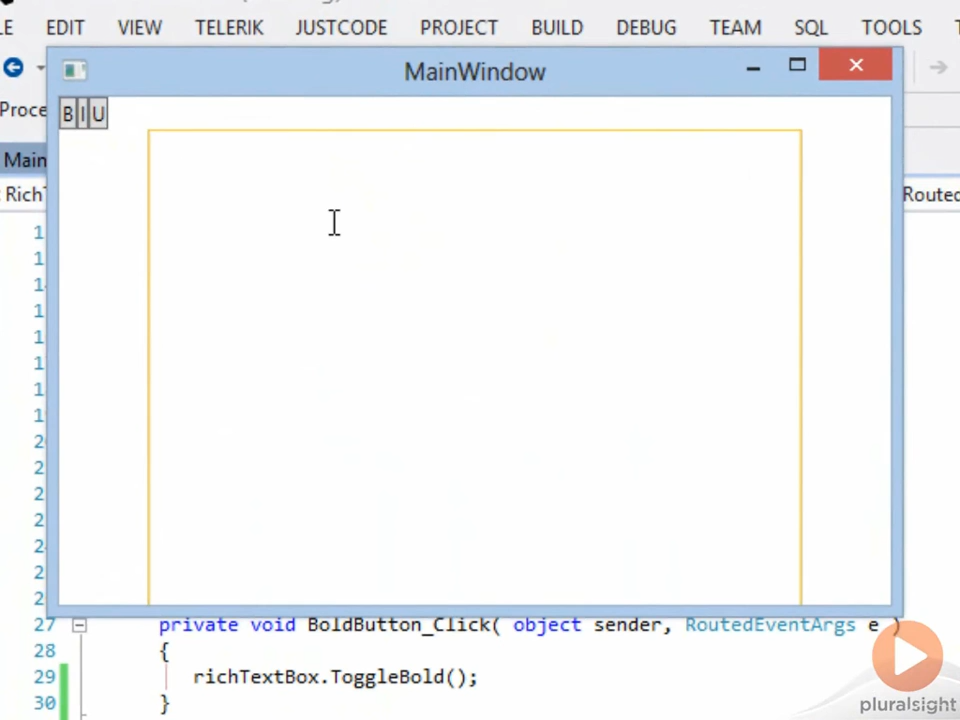 EDIT VIEW TELERIK JUSTCODE PROJECT BUILD DEBUG TEAM SQL TOOLS
MainWindow
Proce
B I U
Main
Rich
Routed
27 private void BoldButton_Click( object sender, RoutedEventArgs e )
28 {
29 richTextBox.ToggleBold();
30 }
pluralsight